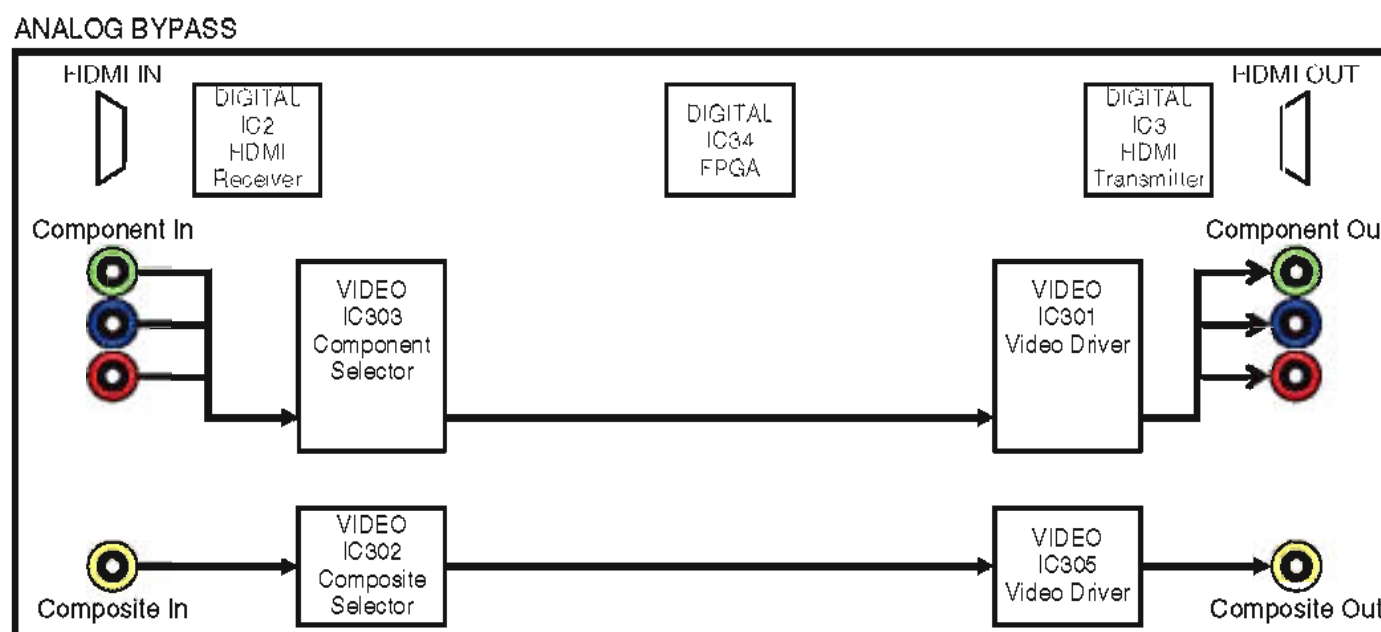 ANALOG BYPASS
HDMI IN
DIGITAL
IC2
HDMI
Receiver
DIGITAL
IC34
FPGA
DIGITAL
IC3
HDMI
Transmitter
HDMI OUT
Component In
VIDEO
IC303
Component
Selector
VIDEO
IC301
Video Driver
Component Ou
VIDEO
IC302
Composite
Selector
VIDEO
IC305
Video Driver
Composite In
Composite Out